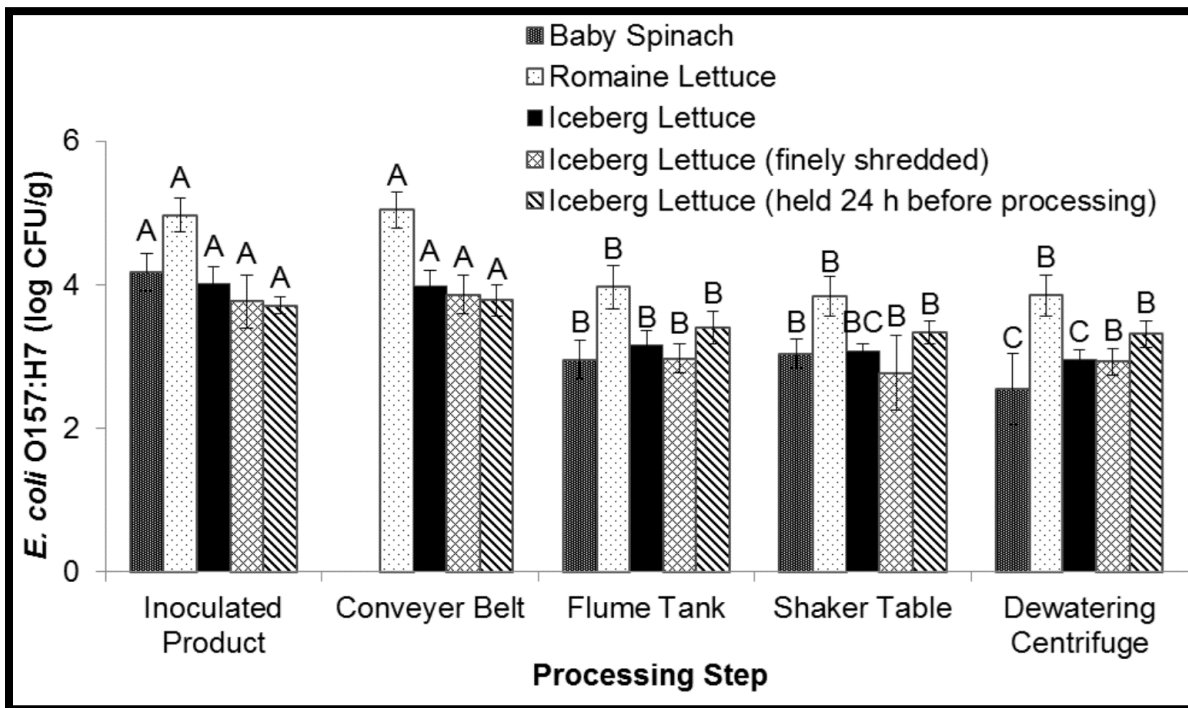 Baby Spinach
Romaine Lettuce
Iceberg Lettuce
Iceberg Lettuce (finely shredded)
Iceberg Lettuce (held 24 h before processing)
E. coli O157:H7 (log CFU/g)
6
4
2
0
A A A A A
A A A A
B B B B B
B B BC B B
C B C B B
Inoculated Product
Conveyer Belt
Flume Tank
Shaker Table
Dewatering Centrifuge
Processing Step